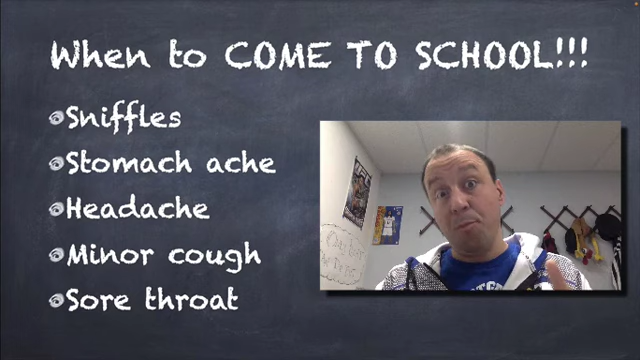 When to COME TO SCHOOL!!!
Sniffles
Stomach ache
Headache
Minor cough
Sore throat